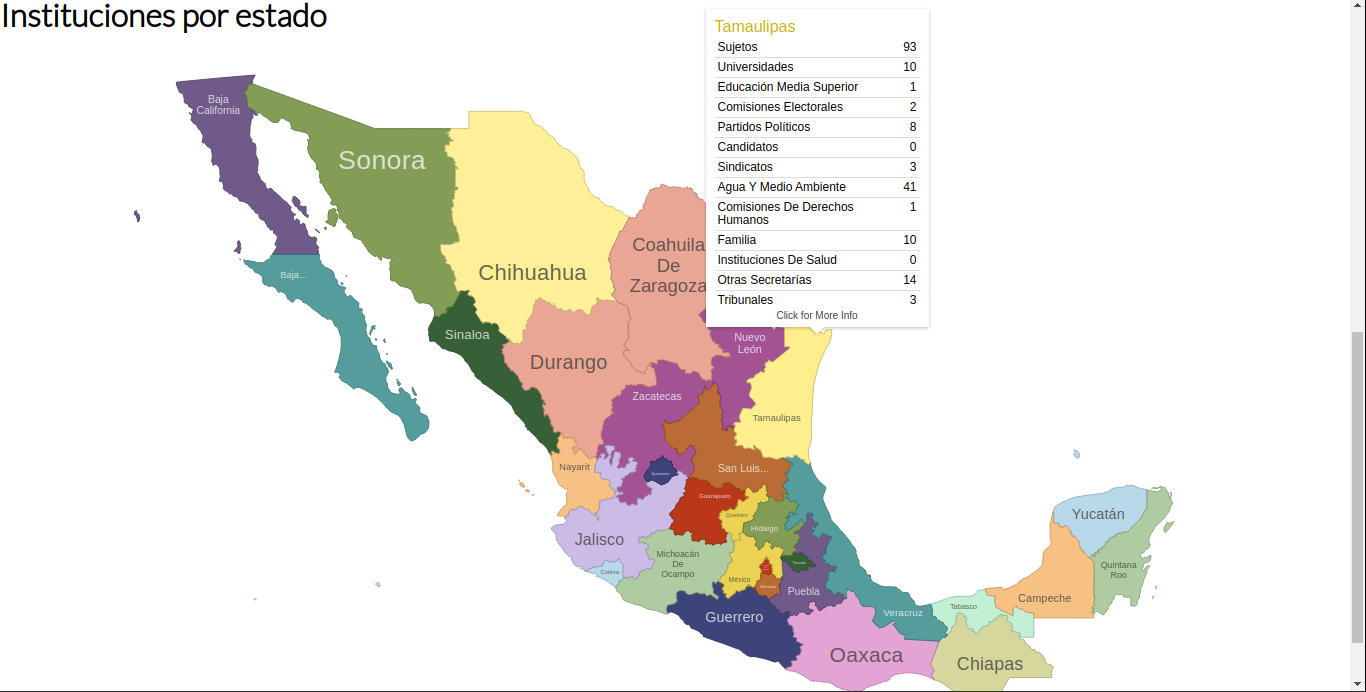 Instituciones por estado
Tamaulipas
Sujetos 93
Universidades 10
Educación Media Superior 1
Comisiones Electorales 2
Partidos Políticos 8
Candidatos 0
Sindicatos 3
Agua Y Medio Ambiente 41
Comisiones De Derechos 1
Humanos
Familia 10
Instituciones De Salud 0
Otras Secretarías 14
Tribunales 3
Click for More Info
Baja
California
Sonora
Chihuahua
Coahuila
De
Zaragoza
Baja...
Sinaloa
Durango
Nuevo
León
Zacatecas
Tamaulipas
Nayarit
San Luis...
Guanajuato
Querétaro
Hidalgo
Jalisco
Michoacán
De
Ocampo
Colima
México
Morelos
Puebla
Guerrero
Veracruz
Oaxaca
Tabasco
Chiapas
Campeche
Yucatán
Quintana
Roo